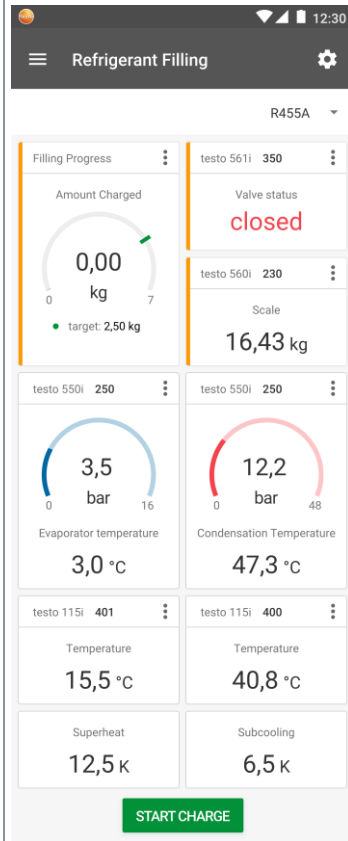 12:30
Refrigerant Filling
R455A
Filling Progress
Amount Charged
0,00
kg
0 7
target: 2,50 kg
testo 561i 350
Valve status
closed
testo 560i 230
Scale
16,43 kg
testo 550i 250
3,5
bar
0 16
Evaporator temperature
3,0 °C
testo 550i 250
12,2
bar
0 48
Condensation Temperature
47,3 °C
testo 115i 401
Temperature
15,5 °C
testo 115i 400
Temperature
40,8 °C
Superheat
12,5 K
Subcooling
6,5 K
START CHARGE